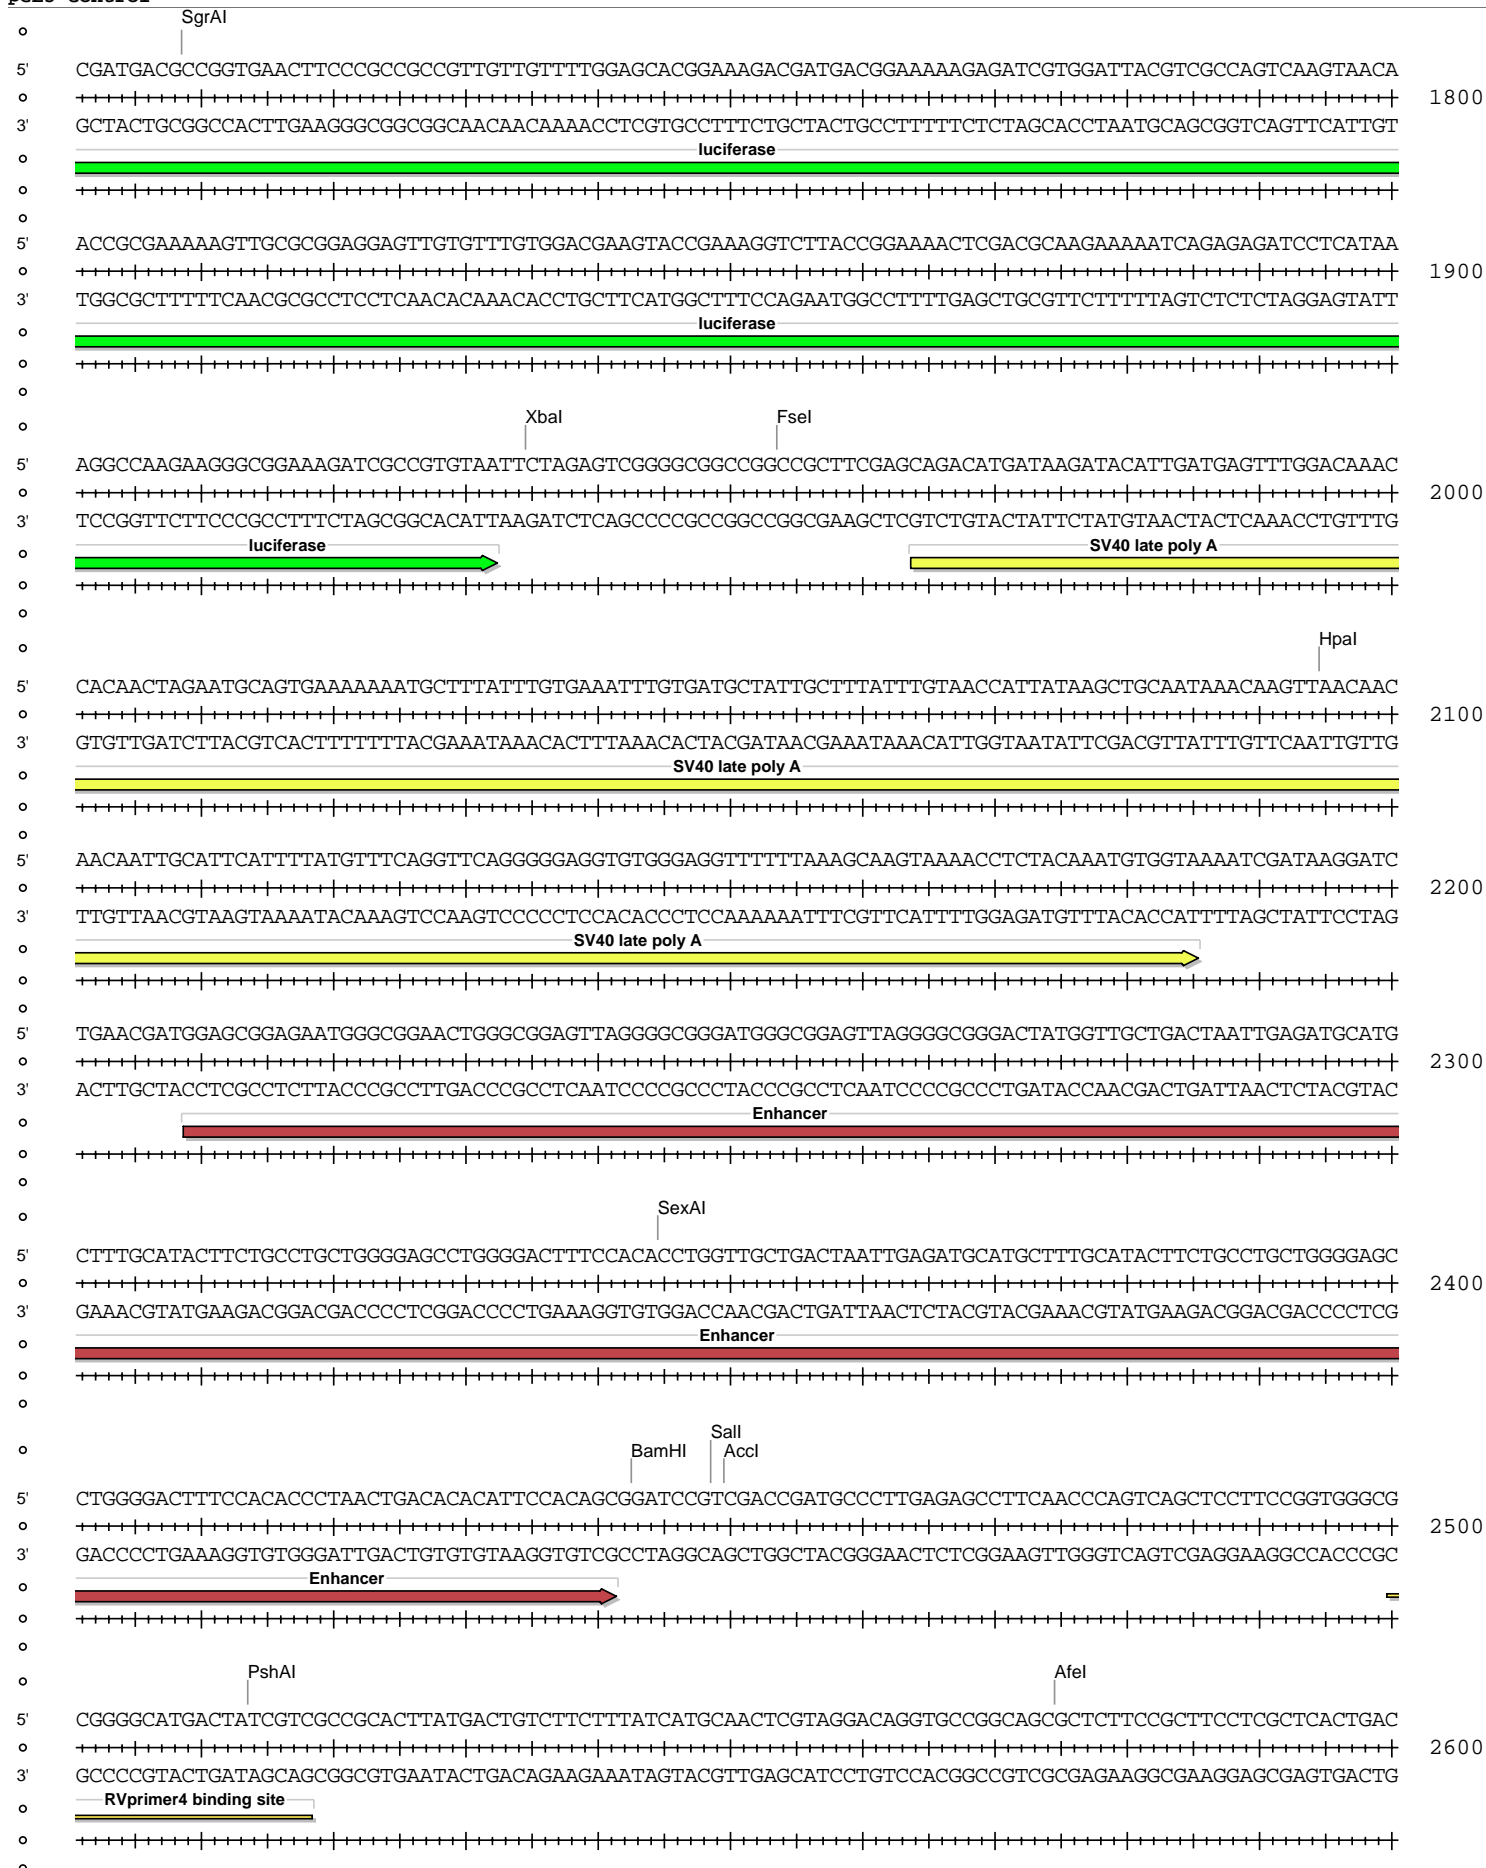 SgrAI
5' CGATGACGCCGGTGAACTTCCCGCCGCCGTTGTTGTTTTGGAGCACGGAAAGACGATGACGGAAAAAGAGATCGTGGATTACGTCGCCAGTCAAGTAACA
1800
3' GCTACTGCGGCCACTTGAAGGGCGGCGGCAACAACAAAACCTCGTGCCTTTCTGCTACTGCCTTTTTCTCTAGCACCTAATGCAGCGGTCAGTTCATTGT
luciferase
5' ACCGCGAAAAAGTTGCGCGGAGGAGTTGTGTTTGTGGACGAAGTACCGAAAGGTCTTACCGGAAAACTCGACGCAAGAAAAATCAGAGAGATCCTCATAA
1900
3' TGGCGCTTTTTCAACGCGCCTCCTCAACACAAACACCTGCTTCATGGCTTTCCAGAATGGCCTTTTGAGCTGCGTTCTTTTTAGTCTCTCTAGGAGTATT
luciferase
XbaI FseI
5' AGGCCAAGAAGGGCGGAAAGATCGCCGTGTAATTCTAGAGTCGGGGCGGCCGGCCGCTTCGAGCAGACATGATAAGATACATTGATGAGTTTGGACAAAC
2000
3' TCCGGTTCTTCCCGCCTTTCTAGCGGCACATTAAGATCTCAGCCCCGCCGGCCGGCGAAGCTCGTCTGTACTATTCTATGTAACTACTCAAACCTGTTTG
luciferase SV40 late poly A
HpaI
5' CACAACTAGAATGCAGTGAAAAAAATGCTTTATTTGTGAAATTTGTGATGCTATTGCTTTATTTGTAACCATTATAAGCTGCAATAAACAAGTTAACAAC
2100
3' GTGTTGATCTTACGTCACTTTTTTTACGAAATAAACACTTTAAACACTACGATAACGAAATAAACATTGGTAATATTCGACGTTATTTGTTCAATTGTTG
SV40 late poly A
5' AACAATTGCATTCATTTTATGTTTCAGGTTCAGGGGGAGGTGTGGGAGGTTTTTTAAAGCAAGTAAAACCTCTACAAATGTGGTAAAATCGATAAGGATC
2200
3' TTGTTAACGTAAGTAAAATACAAAGTCCAAGTCCCCCTCCACACCCTCCAAAAAATTTCGTTCATTTTGGAGATGTTTACACCATTTTAGCTATTCCTAG
SV40 late poly A
5' TGAACGATGGAGCGGAGAATGGGCGGAACTGGGCGGAGTTAGGGGCGGGATGGGCGGAGTTAGGGGCGGGACTATGGTTGCTGACTAATTGAGATGCATG
2300
3' ACTTGCTACCTCGCCTCTTACCCGCCTTGACCCGCCTCAATCCCCGCCCTACCCGCCTCAATCCCCGCCCTGATACCAACGACTGATTAACTCTACGTAC
Enhancer
SexAI
5' CTTTGCATACTTCTGCCTGCTGGGGAGCCTGGGGACTTTCCACACCTGGTTGCTGACTAATTGAGATGCATGCTTTGCATACTTCTGCCTGCTGGGGAGC
2400
3' GAAACGTATGAAGACGGACGACCCCTCGGACCCCTGAAAGGTGTGGACCAACGACTGATTAACTCTACGTACGAAACGTATGAAGACGGACGACCCCTCG
Enhancer
SalI
BamHI AccI
5' CTGGGGACTTTCCACACCCTAACTGACACACATTCCACAGCGGATCCGTCGACCGATGCCCTTGAGAGCCTTCAACCCAGTCAGCTCCTTCCGGTGGGCG
2500
3' GACCCCTGAAAGGTGTGGGATTGACTGTGTGTAAGGTGTCGCCTAGGCAGCTGGCTACGGGAACTCTCGGAAGTTGGGTCAGTCGAGGAAGGCCACCCGC
Enhancer
PshAI AfeI
5' CGGGGCATGACTATCGTCGCCGCACTTATGACTGTCTTCTTTATCATGCAACTCGTAGGACAGGTGCCGGCAGCGCTCTTCCGCTTCCTCGCTCACTGAC
2600
3' GCCCCGTACTGATAGCAGCGGCGTGAATACTGACAGAAGAAATAGTACGTTGAGCATCCTGTCCACGGCCGTCGCGAGAAGGCGAAGGAGCGAGTGACTG
RVprimer4 binding site